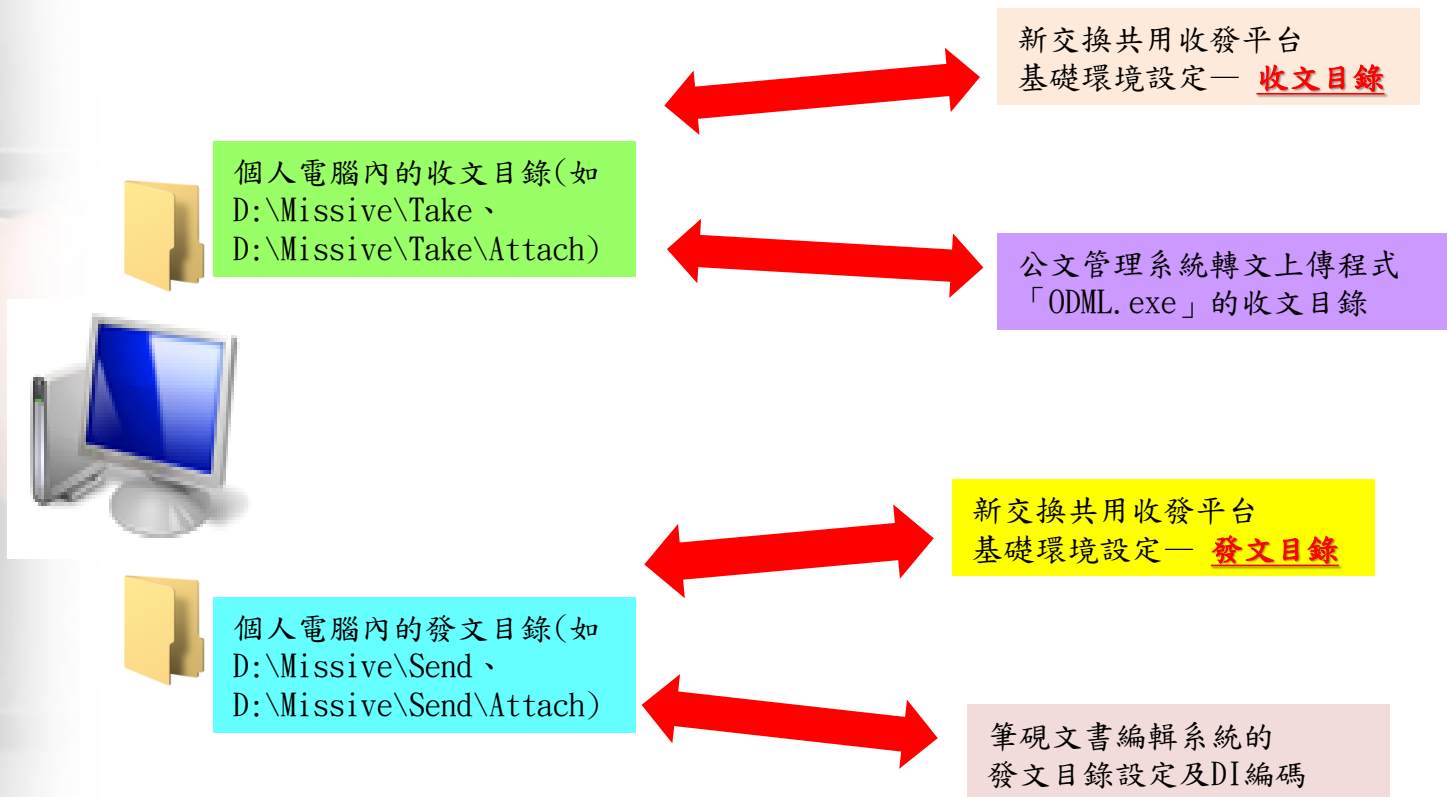 新交換共用收發平台
基礎環境設定— 收文目錄
個人電腦內的收文目錄(如
D:\Missive\Take、
D:\Missive\Take\Attach)
公文管理系統轉文上傳程式
「ODML.exe」的收文目錄
新交換共用收發平台
基礎環境設定— 發文目錄
個人電腦內的發文目錄(如
D:\Missive\Send、
D:\Missive\Send\Attach)
筆硯文書編輯系統的
發文目錄設定及DI編碼